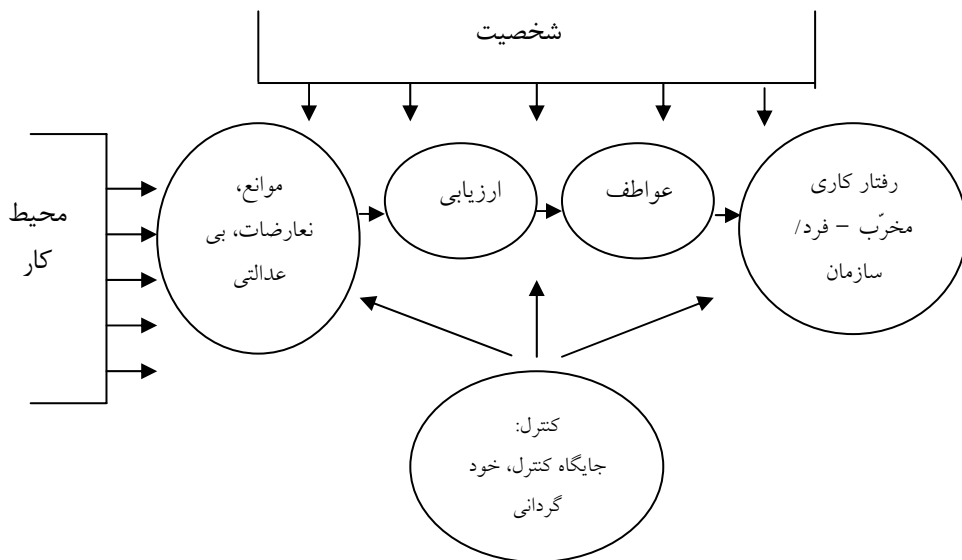 شخصیت
محیط
کار
موانع،
نعارضات، بی
عدالتی
ارزیابی
عواطف
رفتار کاری
مخرّب – فرد/
سازمان
کنترل:
جایگاه کنترل، خود
گردانی